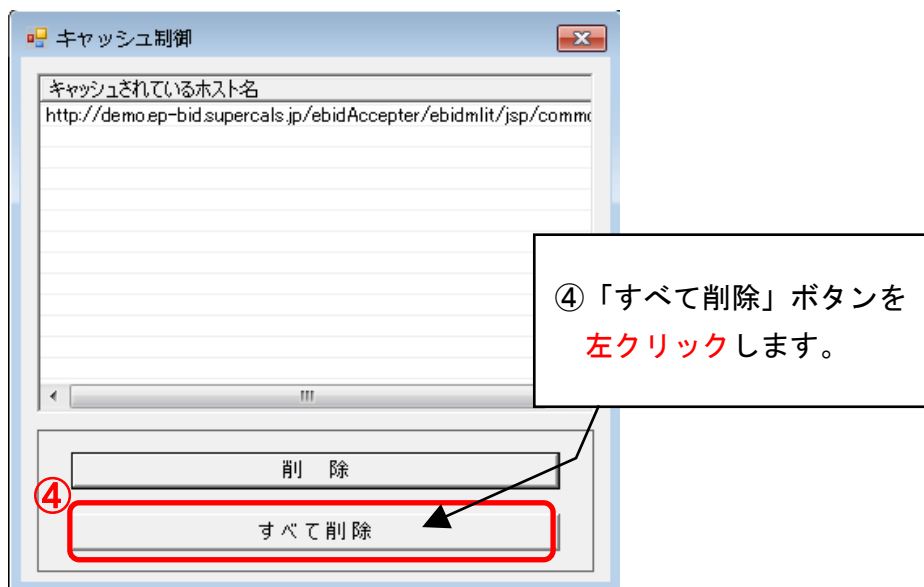 キャッシュ制御
キャッシュされているホスト名
http://demo.ep-bid.supercals.jp/ebidAccepter/ebidmlit/jsp/commo
④「すべて削除」ボタンを
左クリックします。
削 除
④
すべて削除